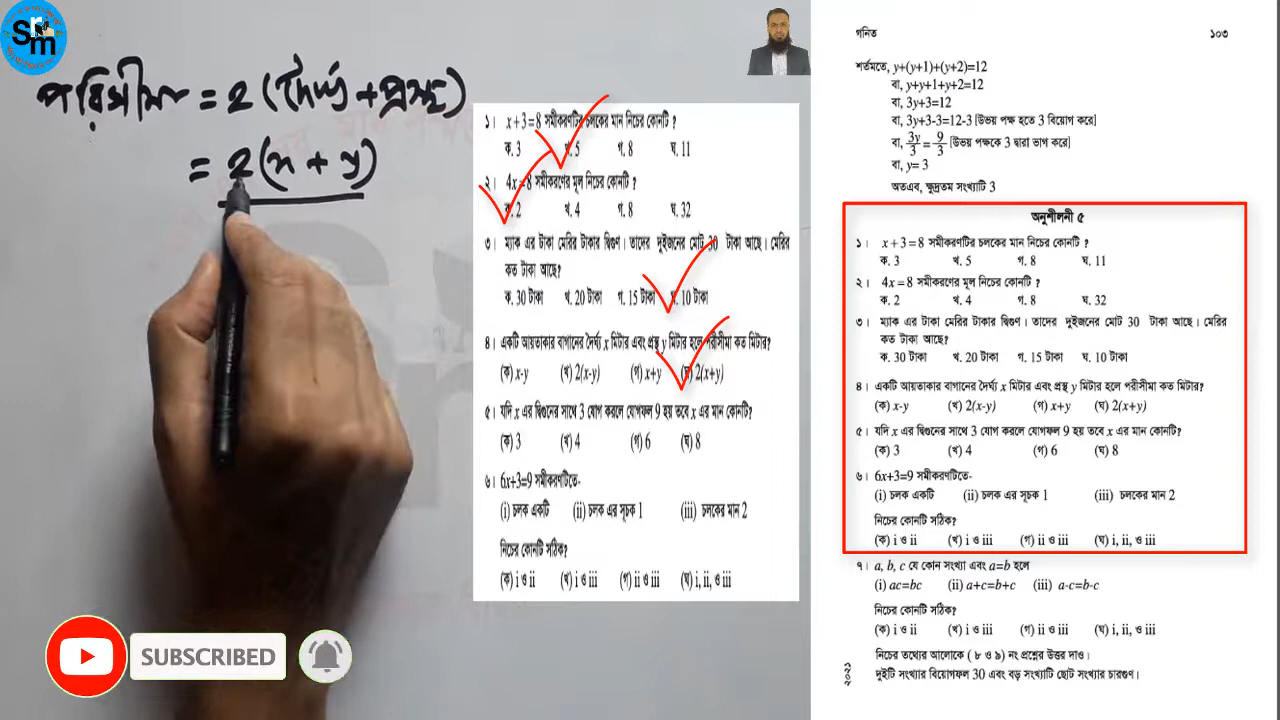 Srm
পরিসীমা = 2 (দৈর্ঘ্য + প্রস্থ)
= 2 (x + y)
১। x+3=8 সমীকরণটির চলকের মান নিচের কোনটি ?
ক. 3 খ. 5 গ. 8 ঘ. 11
২। 4x=8 সমীকরণের মূল নিচের কোনটি ?
ক. 2 খ. 4 গ. 8 ঘ. 32
৩। ম্যাক এর টাকা মেরির টাকার দ্বিগুণ। তাদের দুইজনের মোট 30 টাকা আছে। মেরির
কত টাকা আছে?
ক. 30 টাকা খ. 20 টাকা গ. 15 টাকা ঘ. 10 টাকা
৪। একটি আয়তাকার বাগানের দৈর্ঘ্য x মিটার এবং প্রস্থ y মিটার হলে পরীসীমা কত মিটার?
(ক) x-y (খ) 2(x-y) (গ) x+y (ঘ) 2(x+y)
৫। যদি x এর দ্বিগুনের সাথে 3 যোগ করলে যোগফল 9 হয় তবে x এর মান কোনটি?
(ক) 3 (খ) 4 (গ) 6 (ঘ) 8
৬। 6x+3=9 সমীকরণটিতে-
(i) চলক একটি (ii) চলক এর সূচক 1 (iii) চলকের মান 2
নিচের কোনটি সঠিক?
(ক) i ও ii (খ) i ও iii (গ) ii ও iii (ঘ) i, ii, ও iii
SUBSCRIBED
গণিত ১০৩
শর্তমতে, y+(y+1)+(y+2)=12
বা, y+y+1+y+2=12
বা, 3y+3=12
বা, 3y+3-3=12-3 [উভয় পক্ষ হতে 3 বিয়োগ করে]
বা, 3y/3 = 9/3 [উভয় পক্ষকে 3 দ্বারা ভাগ করে]
বা, y= 3
অতএব, ক্ষুদ্রতম সংখ্যাটি 3
অনুশীলনী ৫
১। x+3=8 সমীকরণটির চলকের মান নিচের কোনটি ?
ক. 3 খ. 5 গ. 8 ঘ. 11
২। 4x=8 সমীকরণের মূল নিচের কোনটি ?
ক. 2 খ. 4 গ. 8 ঘ. 32
৩। ম্যাক এর টাকা মেরির টাকার দ্বিগুণ। তাদের দুইজনের মোট 30 টাকা আছে। মেরির
কত টাকা আছে?
ক. 30 টাকা খ. 20 টাকা গ. 15 টাকা ঘ. 10 টাকা
৪। একটি আয়তাকার বাগানের দৈর্ঘ্য x মিটার এবং প্রস্থ y মিটার হলে পরীসীমা কত মিটার?
(ক) x-y (খ) 2(x-y) (গ) x+y (ঘ) 2(x+y)
৫। যদি x এর দ্বিগুনের সাথে 3 যোগ করলে যোগফল 9 হয় তবে x এর মান কোনটি?
(ক) 3 (খ) 4 (গ) 6 (ঘ) 8
৬। 6x+3=9 সমীকরণটিতে-
(i) চলক একটি (ii) চলক এর সূচক 1 (iii) চলকের মান 2
নিচের কোনটি সঠিক?
(ক) i ও ii (খ) i ও iii (গ) ii ও iii (ঘ) i, ii, ও iii
৭। a, b, c যে কোন সংখ্যা এবং a=b হলে
(i) ac=bc (ii) a+c=b+c (iii) a-c=b-c
নিচের কোনটি সঠিক?
(ক) i ও ii (খ) i ও iii (গ) ii ও iii (ঘ) i, ii, ও iii
নিচের তথ্যের আলোকে ( ৮ ও ৯) নং প্রশ্নের উত্তর দাও।
দুইটি সংখ্যার বিয়োগফল 30 এবং বড় সংখ্যাটি ছোট সংখ্যার চারগুণ।
২০২১